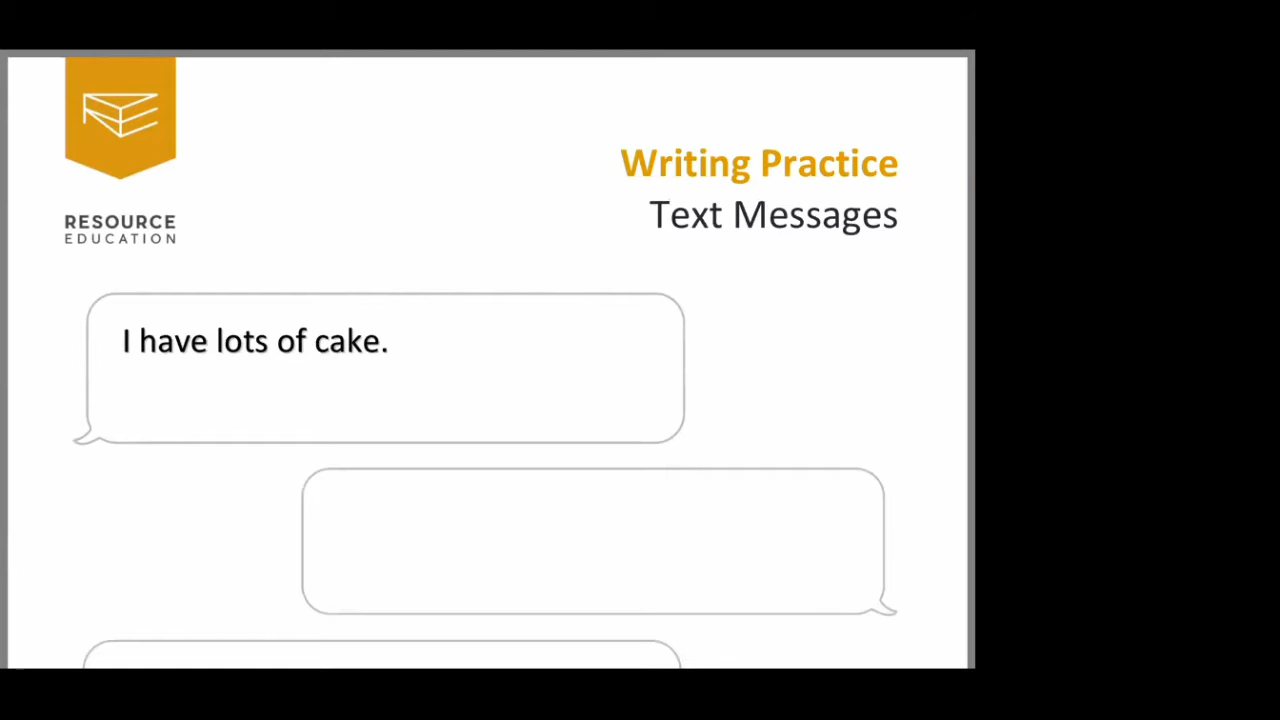 RESOURCE
EDUCATION
Writing Practice
Text Messages
I have lots of cake.